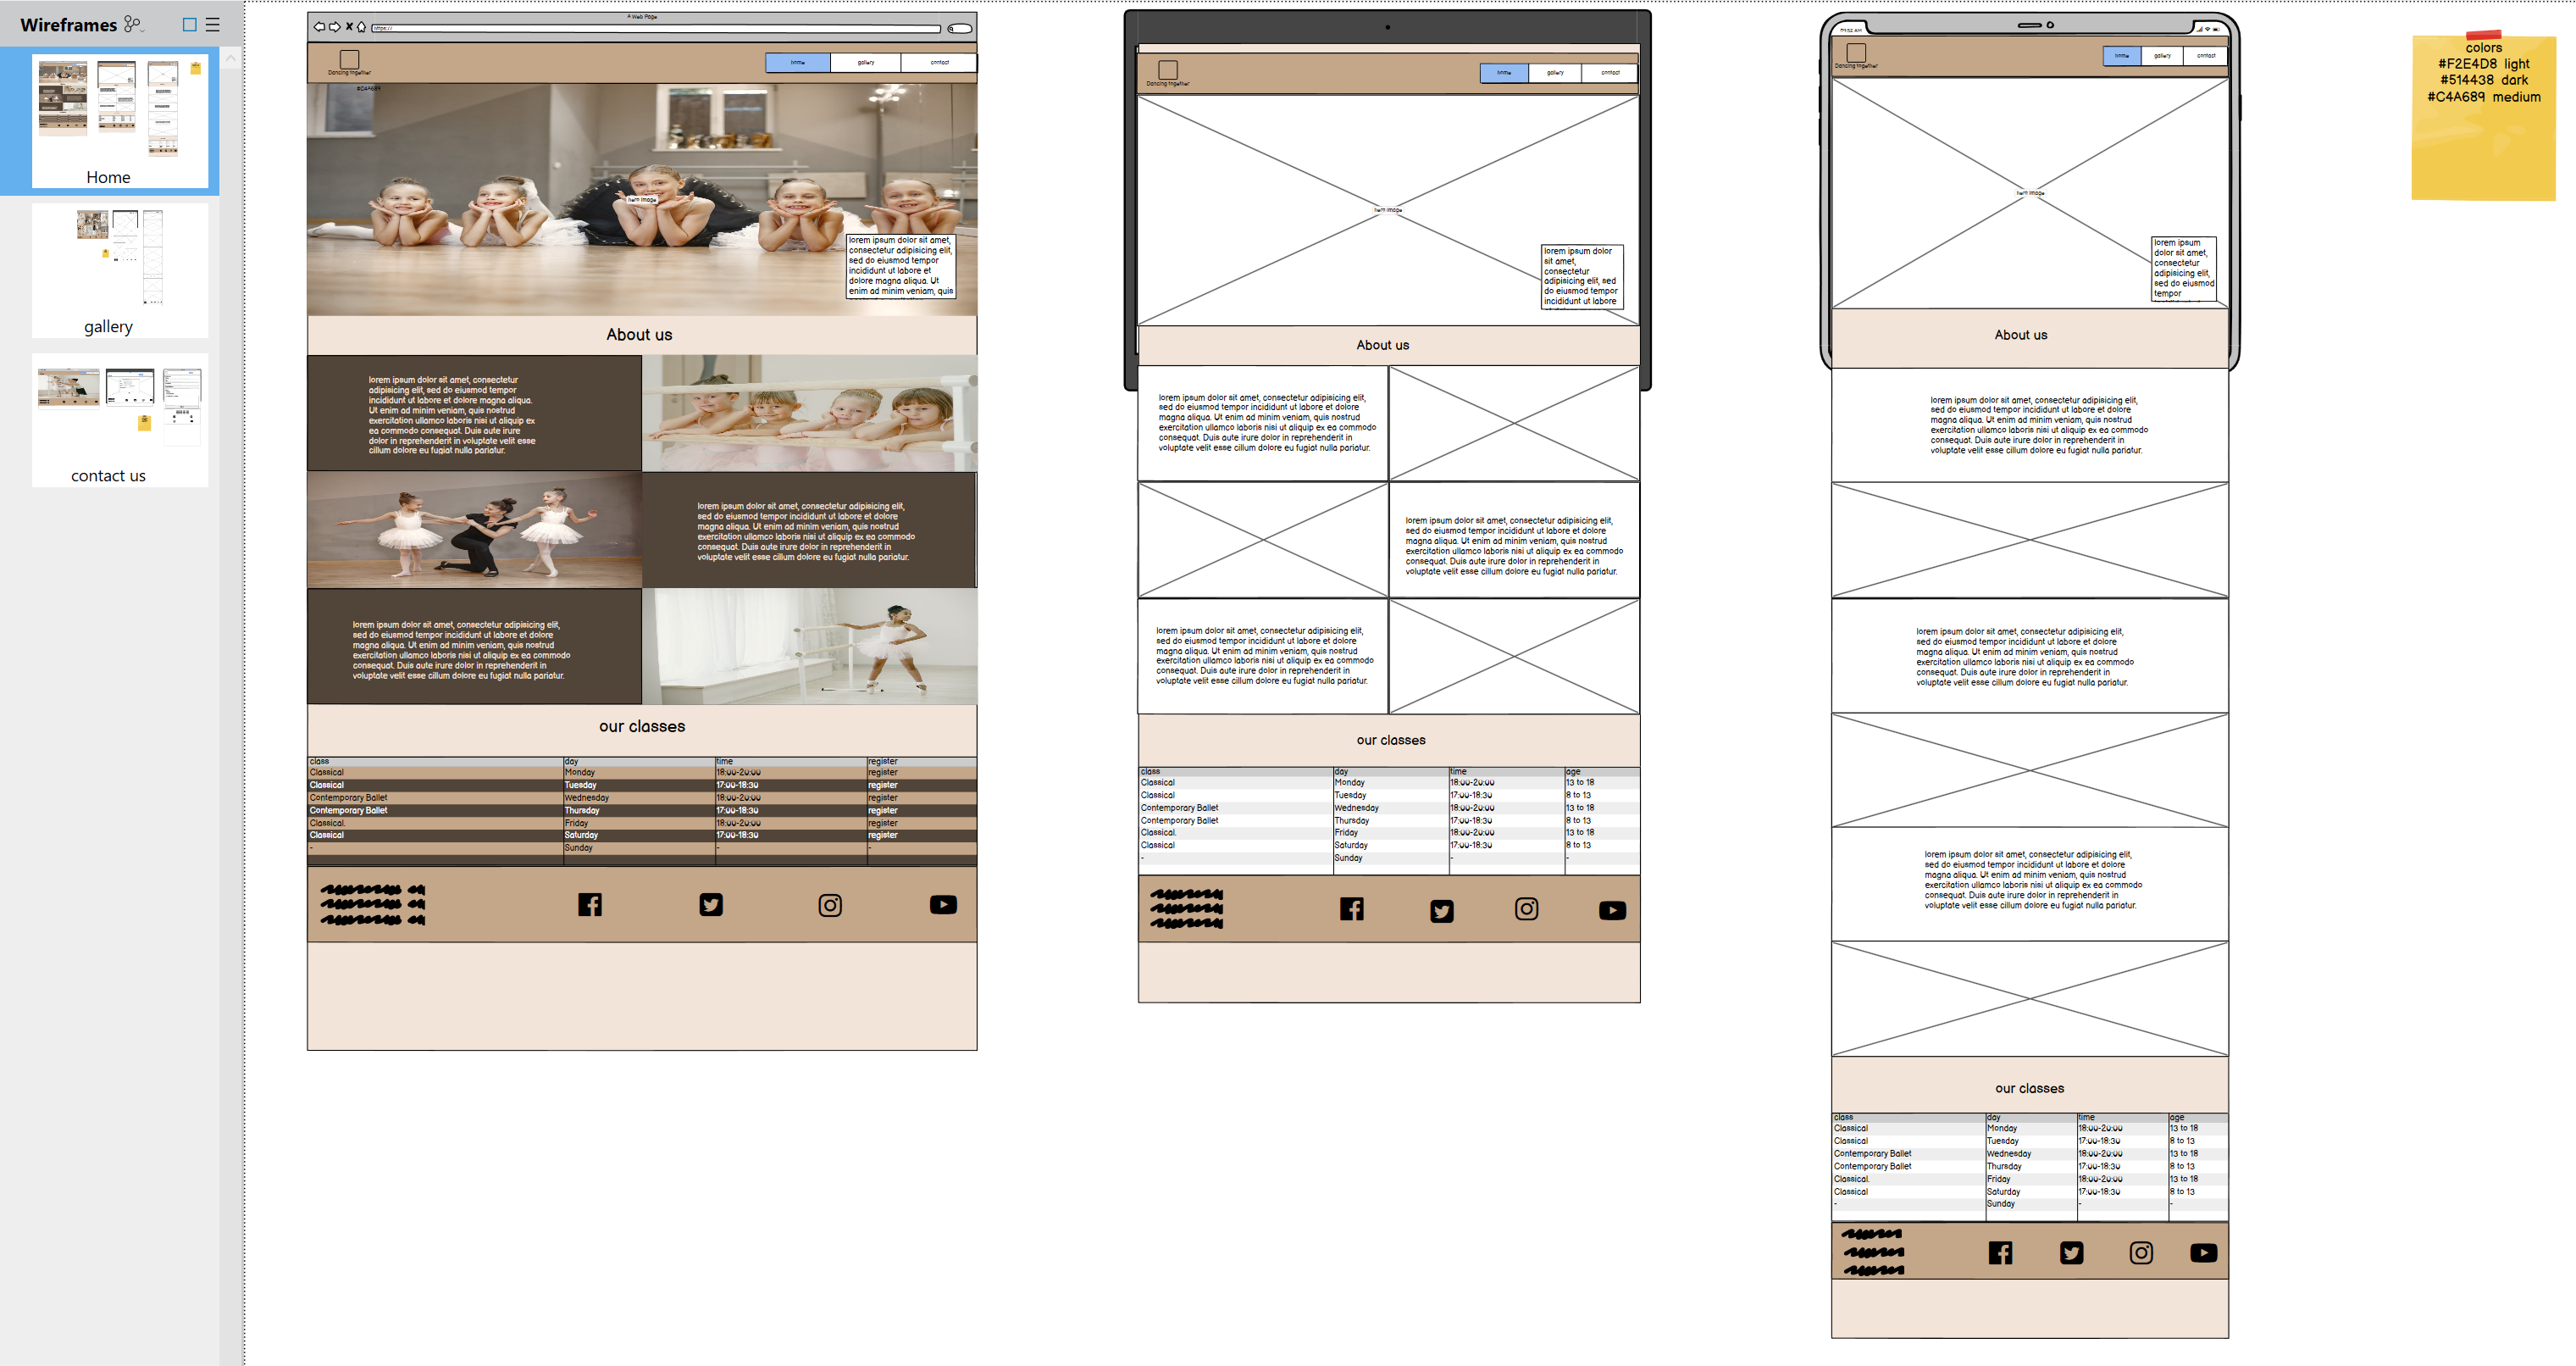 Wireframes
Home
gallery
contact us
A Web Page
https://
Dancing together
home
gallery
contact
#C4A689
hero image
lorem ipsum dolor sit amet,
consectetur adipisicing elit,
sed do eiusmod tempor
incididunt ut labore et
dolore magna aliqua. Ut
enim ad minim veniam, quis
About us
lorem ipsum dolor sit amet, consectetur
adipisicing elit, sed do eiusmod tempor
incididunt ut labore et dolore magna aliqua.
Ut enim ad minim veniam, quis nostrud
exercitation ullamco laboris nisi ut aliquip ex
ea commodo consequat. Duis aute irure
dolor in reprehenderit in voluptate velit esse
cillum dolore eu fugiat nulla pariatur.
lorem ipsum dolor sit amet, consectetur adipisicing elit,
sed do eiusmod tempor incididunt ut labore et dolore
magna aliqua. Ut enim ad minim veniam, quis nostrud
exercitation ullamco laboris nisi ut aliquip ex ea commodo
consequat. Duis aute irure dolor in reprehenderit in
voluptate velit esse cillum dolore eu fugiat nulla pariatur.
lorem ipsum dolor sit amet, consectetur adipisicing elit,
sed do eiusmod tempor incididunt ut labore et dolore
magna aliqua. Ut enim ad minim veniam, quis nostrud
exercitation ullamco laboris nisi ut aliquip ex ea commodo
consequat. Duis aute irure dolor in reprehenderit in
voluptate velit esse cillum dolore eu fugiat nulla pariatur.
our classes
class day time register
Classical Monday 18:00-20:00 register
Classical Tuesday 17:00-18:30 register
Contemporary Ballet Wednesday 18:00-20:00 register
Contemporary Ballet Thursday 17:00-18:30 register
Classical. Friday 18:00-20:00 register
Classical Saturday 17:00-18:30 register
- Sunday - -
Dancing together
home
gallery
contact
hero image
lorem ipsum dolor
sit amet,
consectetur
adipisicing elit, sed
do eiusmod tempor
incididunt ut labore
About us
lorem ipsum dolor sit amet, consectetur adipisicing elit,
sed do eiusmod tempor incididunt ut labore et dolore
magna aliqua. Ut enim ad minim veniam, quis nostrud
exercitation ullamco laboris nisi ut aliquip ex ea commodo
consequat. Duis aute irure dolor in reprehenderit in
voluptate velit esse cillum dolore eu fugiat nulla pariatur.
lorem ipsum dolor sit amet, consectetur adipisicing elit,
sed do eiusmod tempor incididunt ut labore et dolore
magna aliqua. Ut enim ad minim veniam, quis nostrud
exercitation ullamco laboris nisi ut aliquip ex ea commodo
consequat. Duis aute irure dolor in reprehenderit in
voluptate velit esse cillum dolore eu fugiat nulla pariatur.
lorem ipsum dolor sit amet, consectetur adipisicing elit,
sed do eiusmod tempor incididunt ut labore et dolore
magna aliqua. Ut enim ad minim veniam, quis nostrud
exercitation ullamco laboris nisi ut aliquip ex ea commodo
consequat. Duis aute irure dolor in reprehenderit in
voluptate velit esse cillum dolore eu fugiat nulla pariatur.
our classes
class day time age
Classical Monday 18:00-20:00 13 to 18
Classical Tuesday 17:00-18:30 8 to 13
Contemporary Ballet Wednesday 18:00-20:00 13 to 18
Contemporary Ballet Thursday 17:00-18:30 8 to 13
Classical. Friday 18:00-20:00 13 to 18
Classical Saturday 17:00-18:30 8 to 13
- Sunday - -
Dancing together
home
gallery
contact
hero image
lorem ipsum
dolor sit
amet,
consectetur
adipisicing elit,
sed do eiusmod
tempor
About us
lorem ipsum dolor sit amet, consectetur adipisicing elit,
sed do eiusmod tempor incididunt ut labore et dolore
magna aliqua. Ut enim ad minim veniam, quis nostrud
exercitation ullamco laboris nisi ut aliquip ex ea commodo
consequat. Duis aute irure dolor in reprehenderit in
voluptate velit esse cillum dolore eu fugiat nulla pariatur.
lorem ipsum dolor sit amet, consectetur adipisicing elit,
sed do eiusmod tempor incididunt ut labore et dolore
magna aliqua. Ut enim ad minim veniam, quis nostrud
exercitation ullamco laboris nisi ut aliquip ex ea commodo
consequat. Duis aute irure dolor in reprehenderit in
voluptate velit esse cillum dolore eu fugiat nulla pariatur.
lorem ipsum dolor sit amet, consectetur adipisicing elit,
sed do eiusmod tempor incididunt ut labore et dolore
magna aliqua. Ut enim ad minim veniam, quis nostrud
exercitation ullamco laboris nisi ut aliquip ex ea commodo
consequat. Duis aute irure dolor in reprehenderit in
voluptate velit esse cillum dolore eu fugiat nulla pariatur.
our classes
class day time age
Classical Monday 18:00-20:00 13 to 18
Classical Tuesday 17:00-18:30 8 to 13
Contemporary Ballet Wednesday 18:00-20:00 13 to 18
Contemporary Ballet Thursday 17:00-18:30 8 to 13
Classical. Friday 18:00-20:00 13 to 18
Classical Saturday 17:00-18:30 8 to 13
- Sunday - -
colors
#F2E4D8 light
#514438 dark
#C4A689 medium